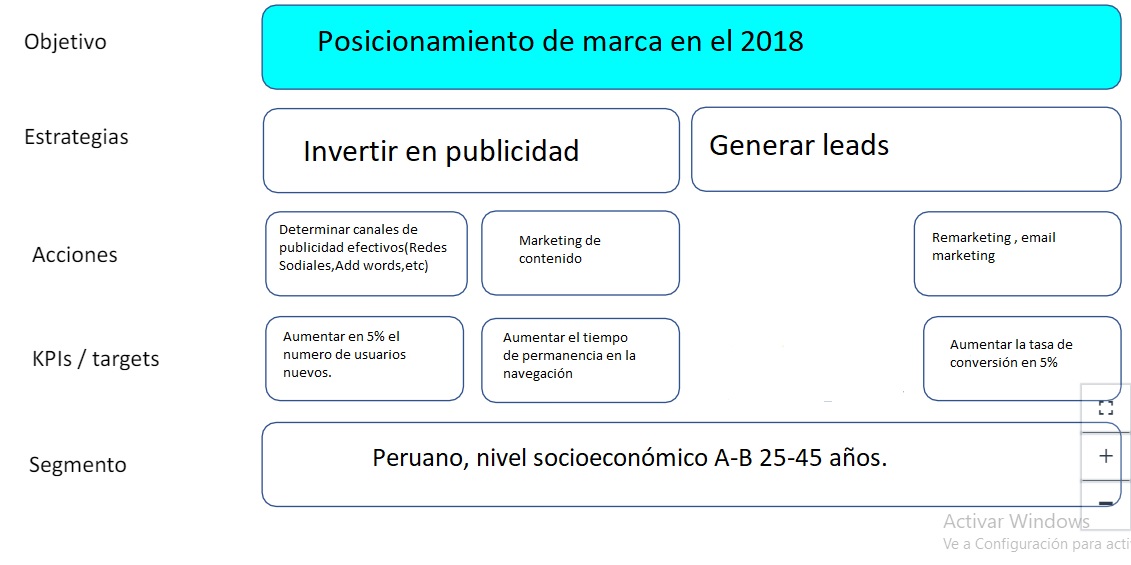 Objetivo
Posicionamiento de marca en el 2018
Estrategias
Invertir en publicidad
Generar leads
Acciones
Determinar canales de
publicidad efectivos(Redes
Sodiales,Add words,etc)
Marketing de
contenido
Remarketing , email
marketing
KPIs / targets
Aumentar en 5% el
numero de usuarios
nuevos.
Aumentar el tiempo
de permanencia en la
navegación
Aumentar la tasa de
conversión en 5%
Segmento
Peruano, nivel socioeconómico A-B 25-45 años.
Activar Windows
Ve a Configuración para acti